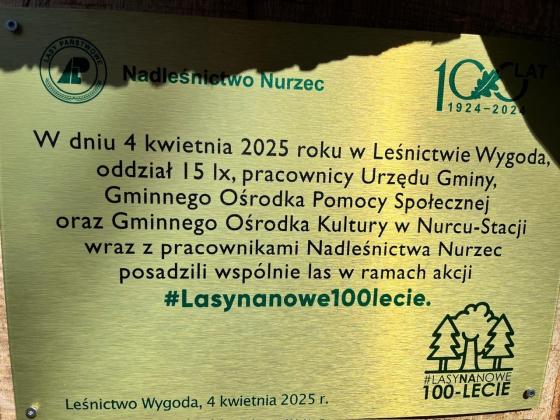 LASY PAŃSTWOWE
Nadleśnictwo Nurzec
100 LAT
1924-2024
W dniu 4 kwietnia 2025 roku w Leśnictwie Wygoda,
oddział 15 lx, pracownicy Urzędu Gminy,
Gminnego Ośrodka Pomocy Społecznej
oraz Gminnego Ośrodka Kultury w Nurcu-Stacji
wraz z pracownikami Nadleśnictwa Nurzec
posadzili wspólnie las w ramach akcji
#Lasynanowe100lecie.
#LASYNANOWE
100-LECIE
Leśnictwo Wygoda, 4 kwietnia 2025 r.